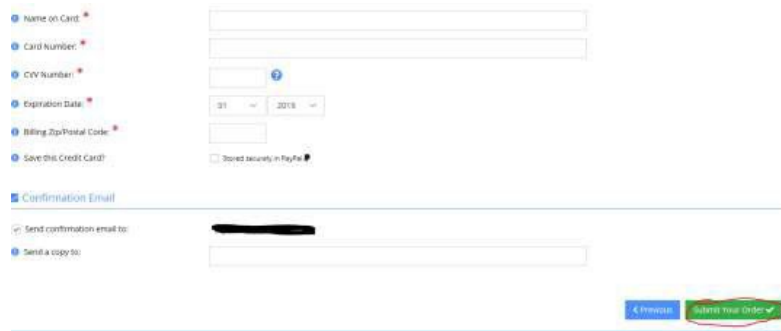 Name on Card: *
Card Number: *
CVV Number: *
Expiration Date: * 01 2019
Billing Zip/Postal Code: *
Save this Credit Card? Stored securely in PayPal
Confirmation Email
Send confirmation email to:
Send a copy to:
Previous Submit Your Order